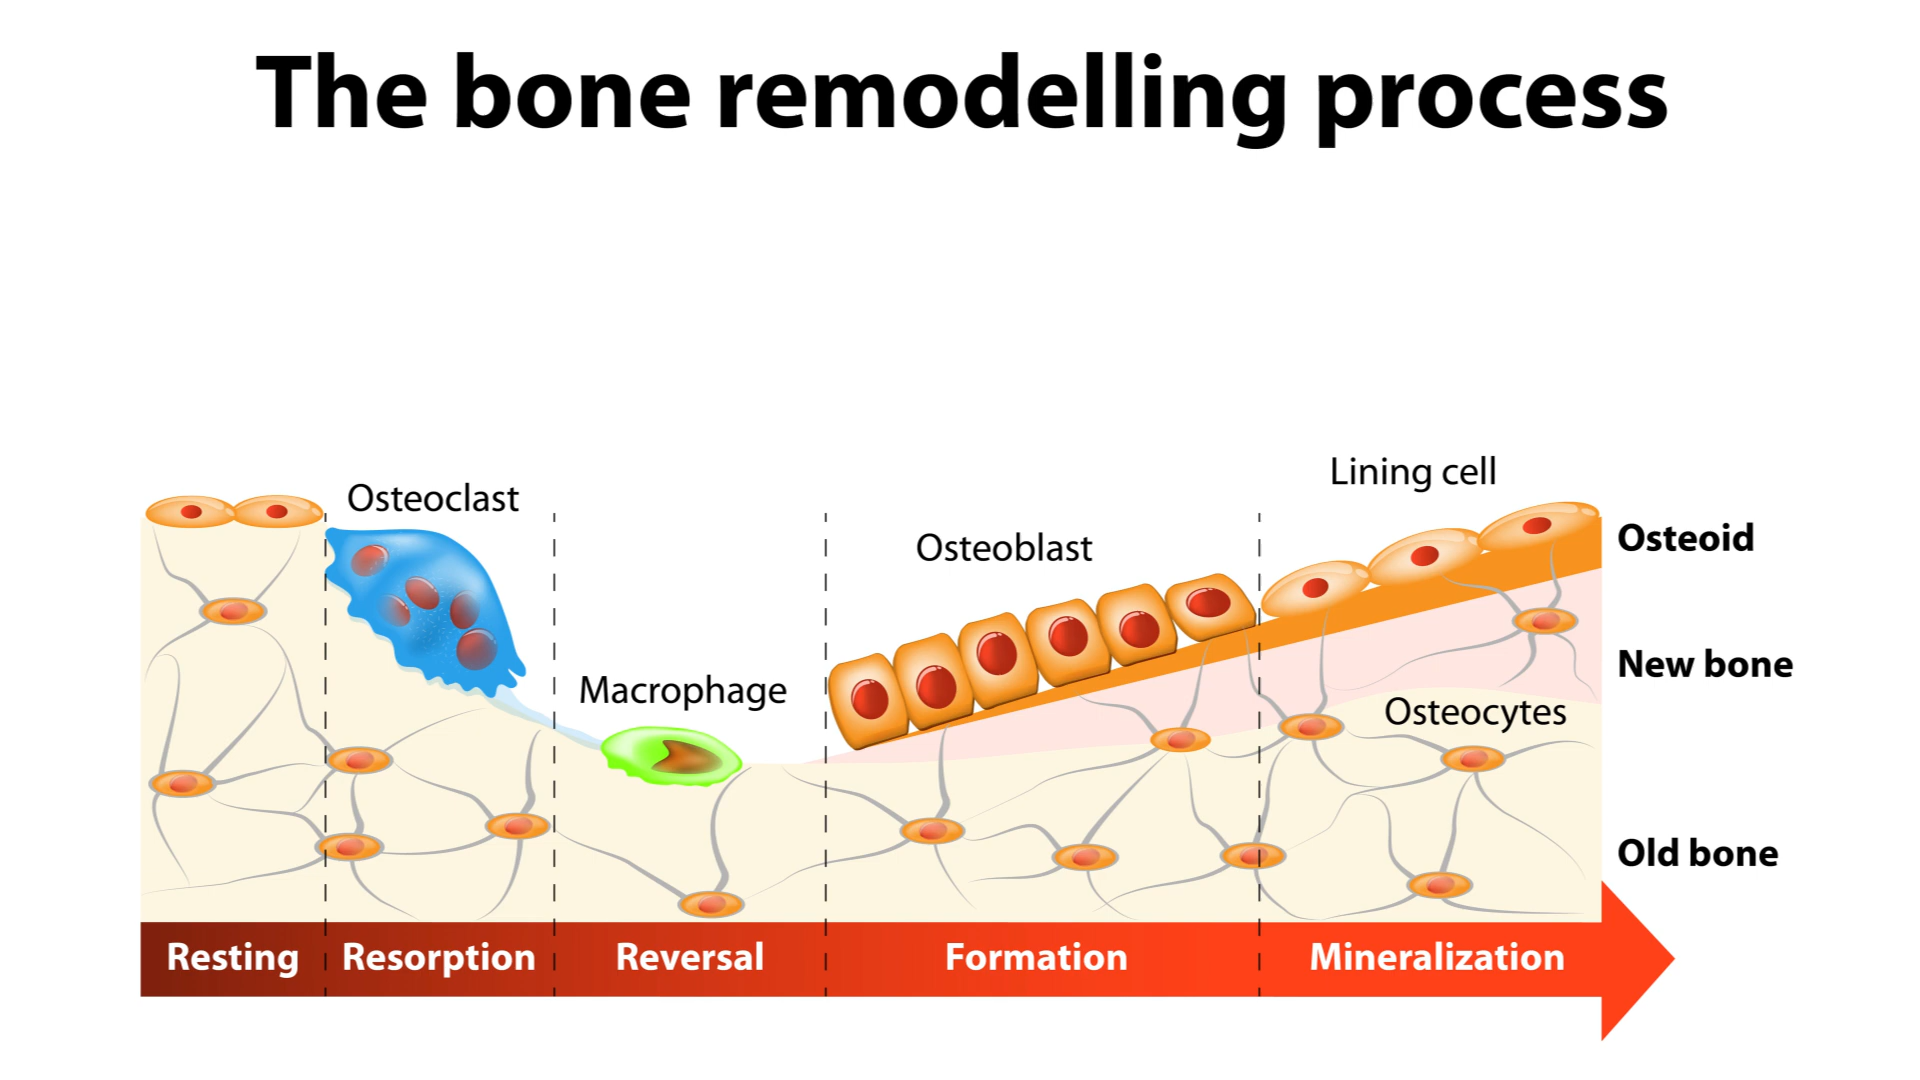 The bone remodelling process
Lining cell
Osteoclast
Osteoblast
Osteoid
Macrophage
New bone
Osteocytes
Old bone
Resting
Resorption
Reversal
Formation
Mineralization